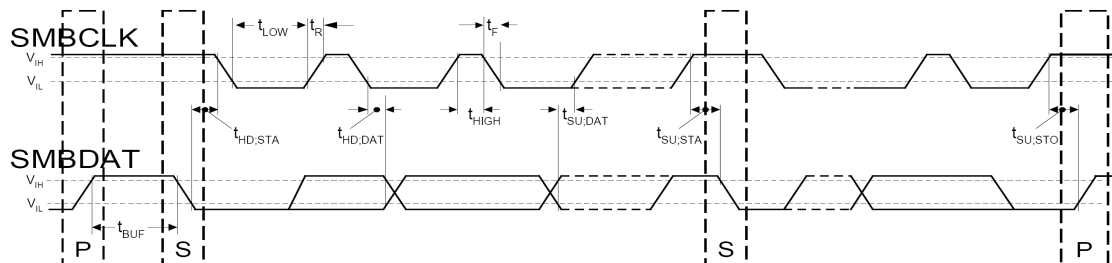 t_LOW t_R t_F
SMBCLK
V_IH
V_IL
t_HD;STA t_HD;DAT t_HIGH t_SU;DAT t_SU;STA t_SU;STO
SMBDAT
V_IH
V_IL
t_BUF
P S S P